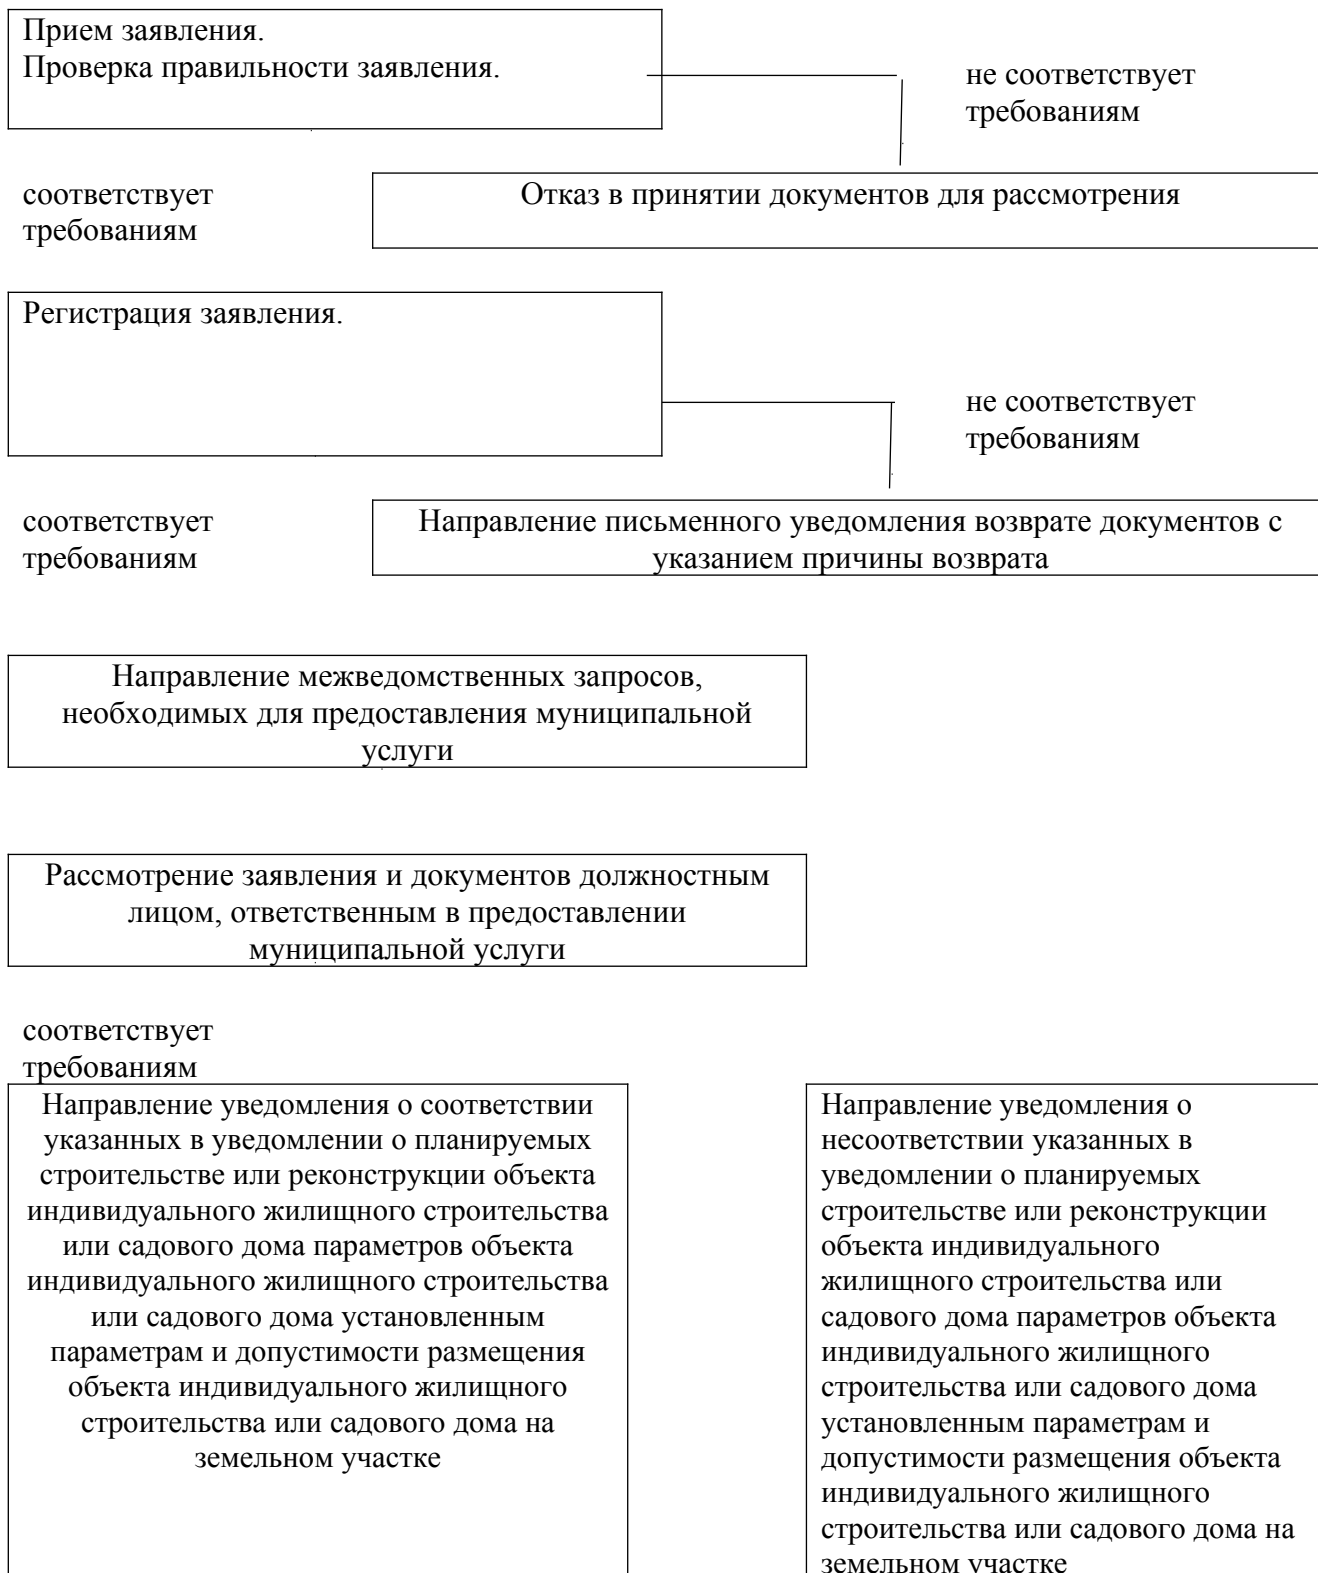 Прием заявления.
Проверка правильности заявления.
не соответствует
требованиям
соответствует
требованиям
Отказ в принятии документов для рассмотрения
Регистрация заявления.
не соответствует
требованиям
соответствует
требованиям
Направление письменного уведомления возврате документов с
указанием причины возврата
Направление межведомственных запросов,
необходимых для предоставления муниципальной
услуги
Рассмотрение заявления и документов должностным
лицом, ответственным в предоставлении
муниципальной услуги
соответствует
требованиям
Направление уведомления о соответствии
указанных в уведомлении о планируемых
строительстве или реконструкции объекта
индивидуального жилищного строительства
или садового дома параметров объекта
индивидуального жилищного строительства
или садового дома установленным
параметрам и допустимости размещения
объекта индивидуального жилищного
строительства или садового дома на
земельном участке
Направление уведомления о
несоответствии указанных в
уведомлении о планируемых
строительстве или реконструкции
объекта индивидуального
жилищного строительства или
садового дома параметров объекта
индивидуального жилищного
строительства или садового дома
установленным параметрам и
допустимости размещения объекта
индивидуального жилищного
строительства или садового дома на
земельном участке